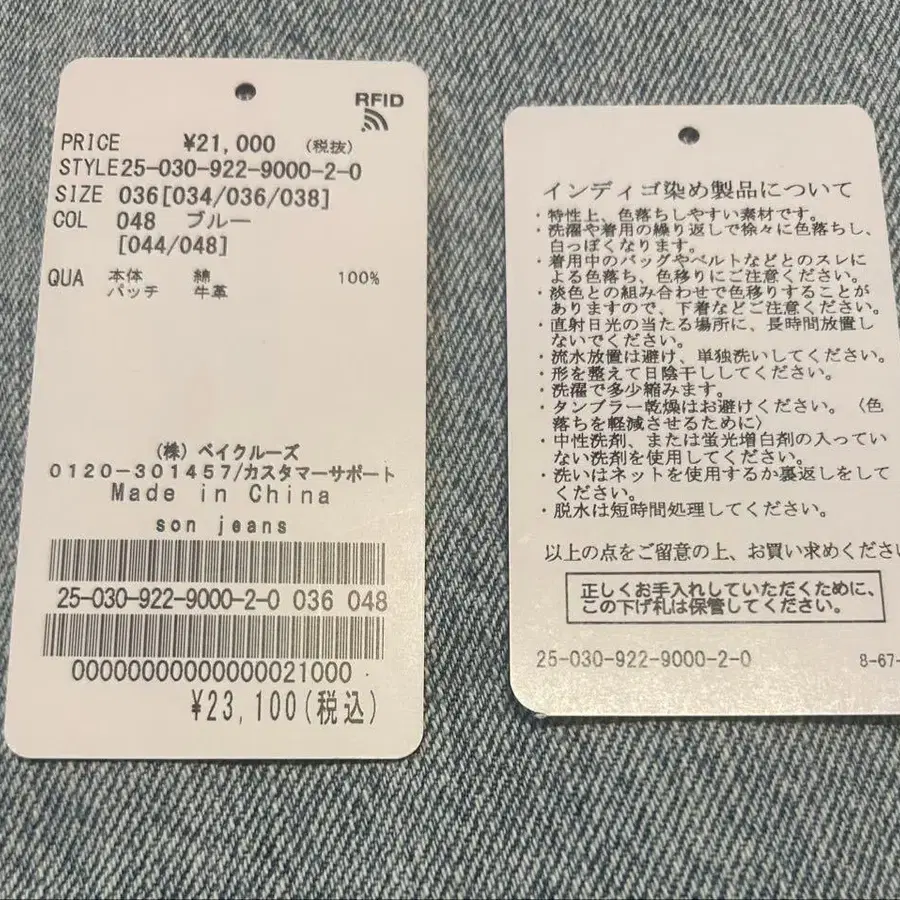 RFID
PRICE ¥21,000 (税抜)
STYLE25-030-922-9000-2-0
SIZE 036[034/036/038]
COL 048 ブルー
[044/048]
QUA 本体 綿 100%
パッチ 牛革
(株) ベイクルーズ
0120-301457/カスタマーサポート
Made in China
son jeans
25-030-922-9000-2-0 036 048
00000000000000021000
¥23,100(税込)
インディゴ染め製品について
・特性上、色落ちしやすい素材です。
・洗濯や着用の繰り返しで徐々に色落ちし、
白っぽくなります。
・着用中のバッグやベルトなどとのスレに
よる色落ち、色移りにご注意ください。
・淡色との組み合わせで色移りすることが
ありますので、下着などご注意ください。
・直射日光の当たる場所に、長時間放置し
ないでください。
・流水放置は避け、単独洗いしてください。
・形を整えて日陰干ししてください。
・洗濯で多少縮みます。
・タンブラー乾燥はお避けください。〈色
落ちを軽減させるために〉
・中性洗剤、または蛍光増白剤の入ってい
ない洗剤を使用してください。
・洗いはネットを使用するか裏返しをして
ください。
・脱水は短時間処理してください。
以上の点をご留意の上、お買い求めくださ
正しくお手入れしていただくために、
この下げ札は保管してください。
25-030-922-9000-2-0 8-67-